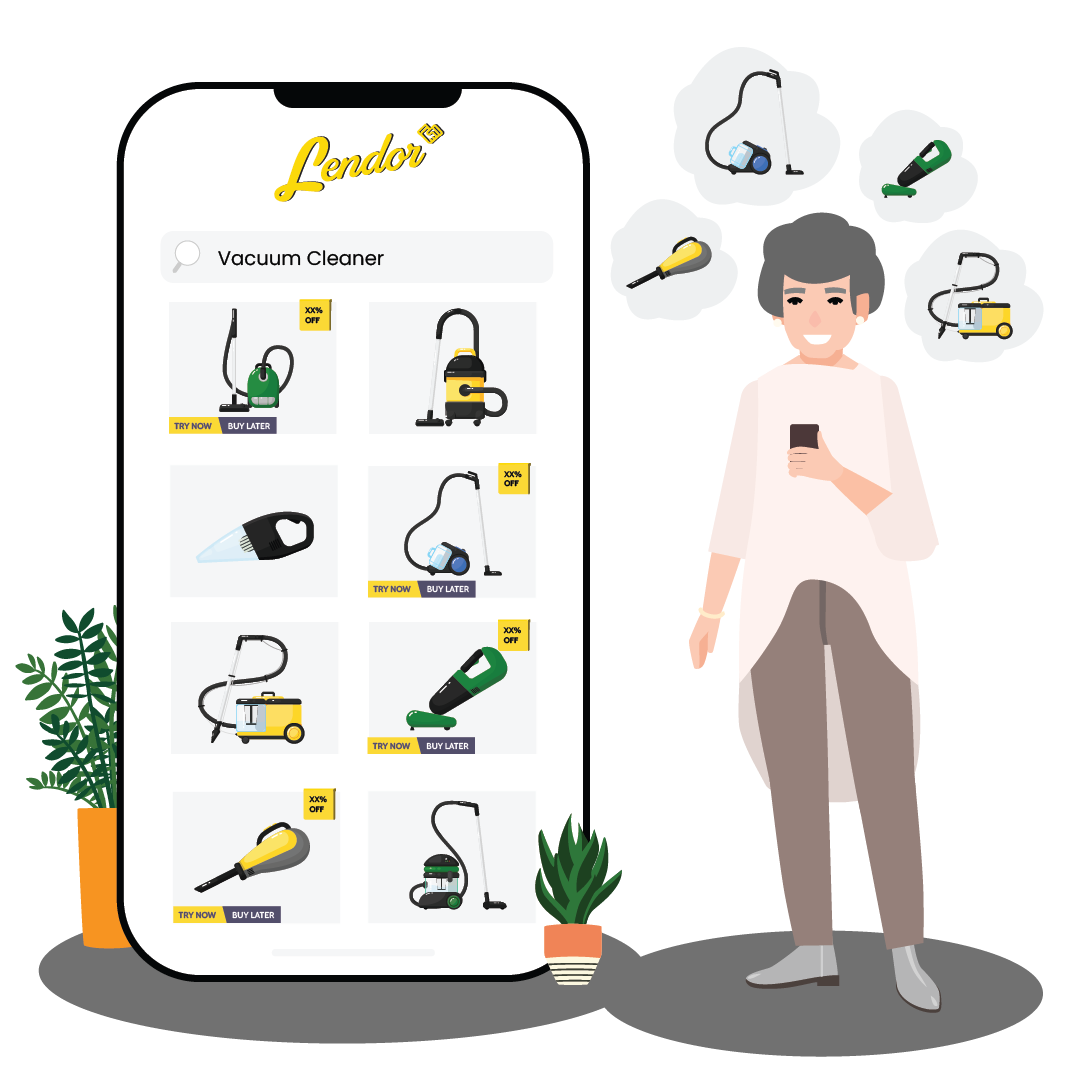 Lendor
Vacuum Cleaner
XX%
OFF
TRY NOW BUY LATER
XX%
OFF
TRY NOW BUY LATER
XX%
OFF
TRY NOW BUY LATER
XX%
OFF
TRY NOW BUY LATER